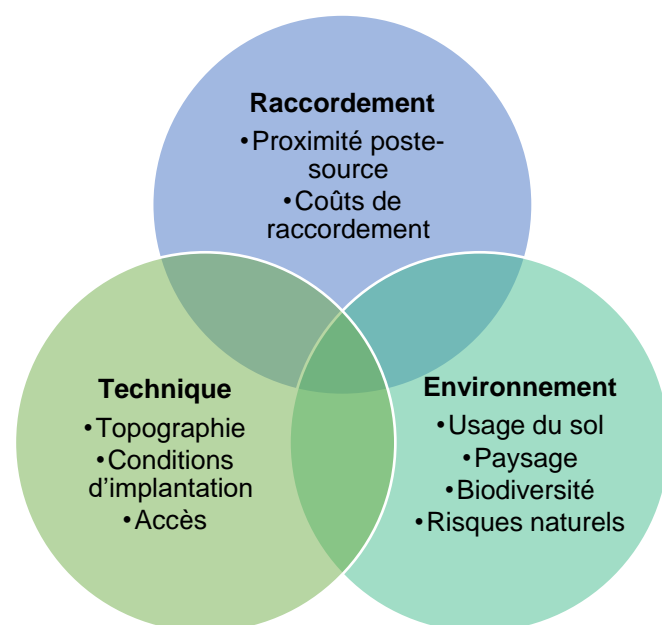 Raccordement
•Proximité poste-
source
•Coûts de
raccordement
Technique
•Topographie
•Conditions
d'implantation
•Accès
Environnement
•Usage du sol
•Paysage
•Biodiversité
•Risques naturels